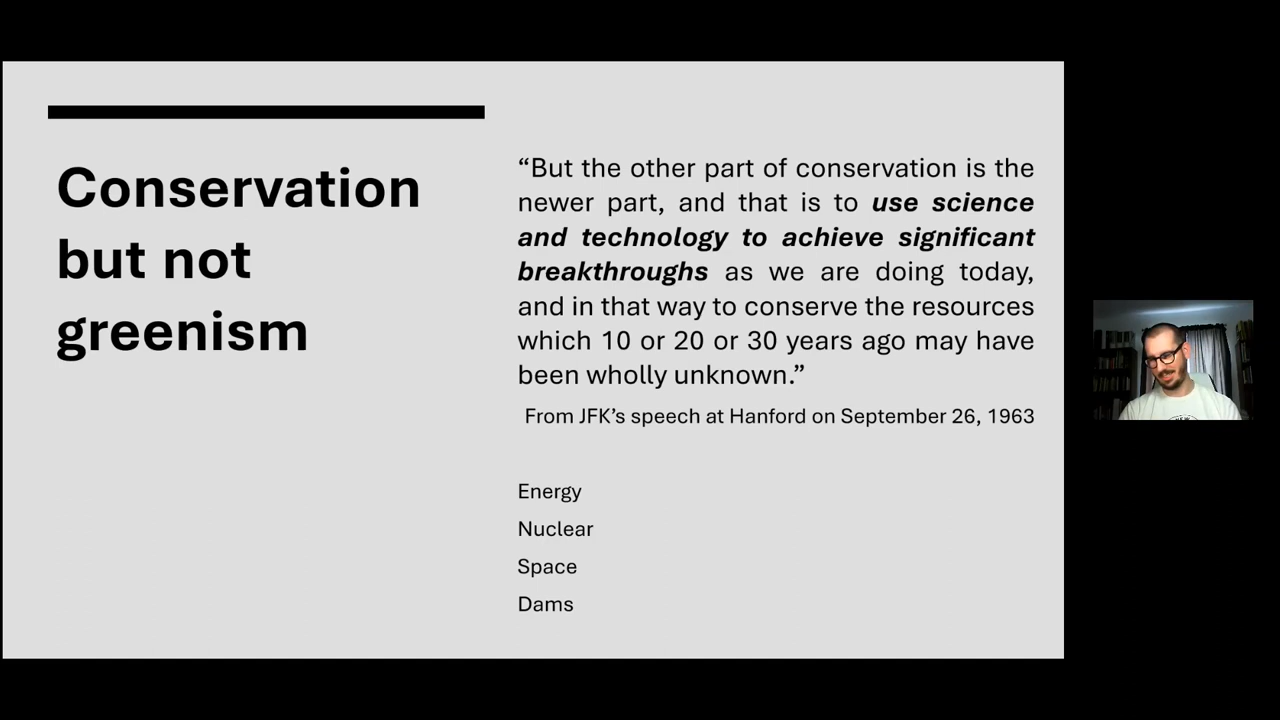 Conservation
but not
greenism
“But the other part of conservation is the
newer part, and that is to use science
and technology to achieve significant
breakthroughs as we are doing today,
and in that way to conserve the resources
which 10 or 20 or 30 years ago may have
been wholly unknown.”
From JFK’s speech at Hanford on September 26, 1963
Energy
Nuclear
Space
Dams